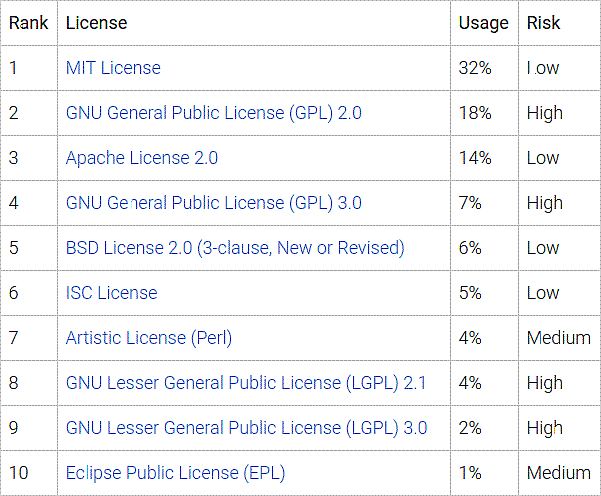 Rank License Usage Risk
1 MIT License 32% Low
2 GNU General Public License (GPL) 2.0 18% High
3 Apache License 2.0 14% Low
4 GNU General Public License (GPL) 3.0 7% High
5 BSD License 2.0 (3-clause, New or Revised) 6% Low
6 ISC License 5% Low
7 Artistic License (Perl) 4% Medium
8 GNU Lesser General Public License (LGPL) 2.1 4% High
9 GNU Lesser General Public License (LGPL) 3.0 2% High
10 Eclipse Public License (EPL) 1% Medium